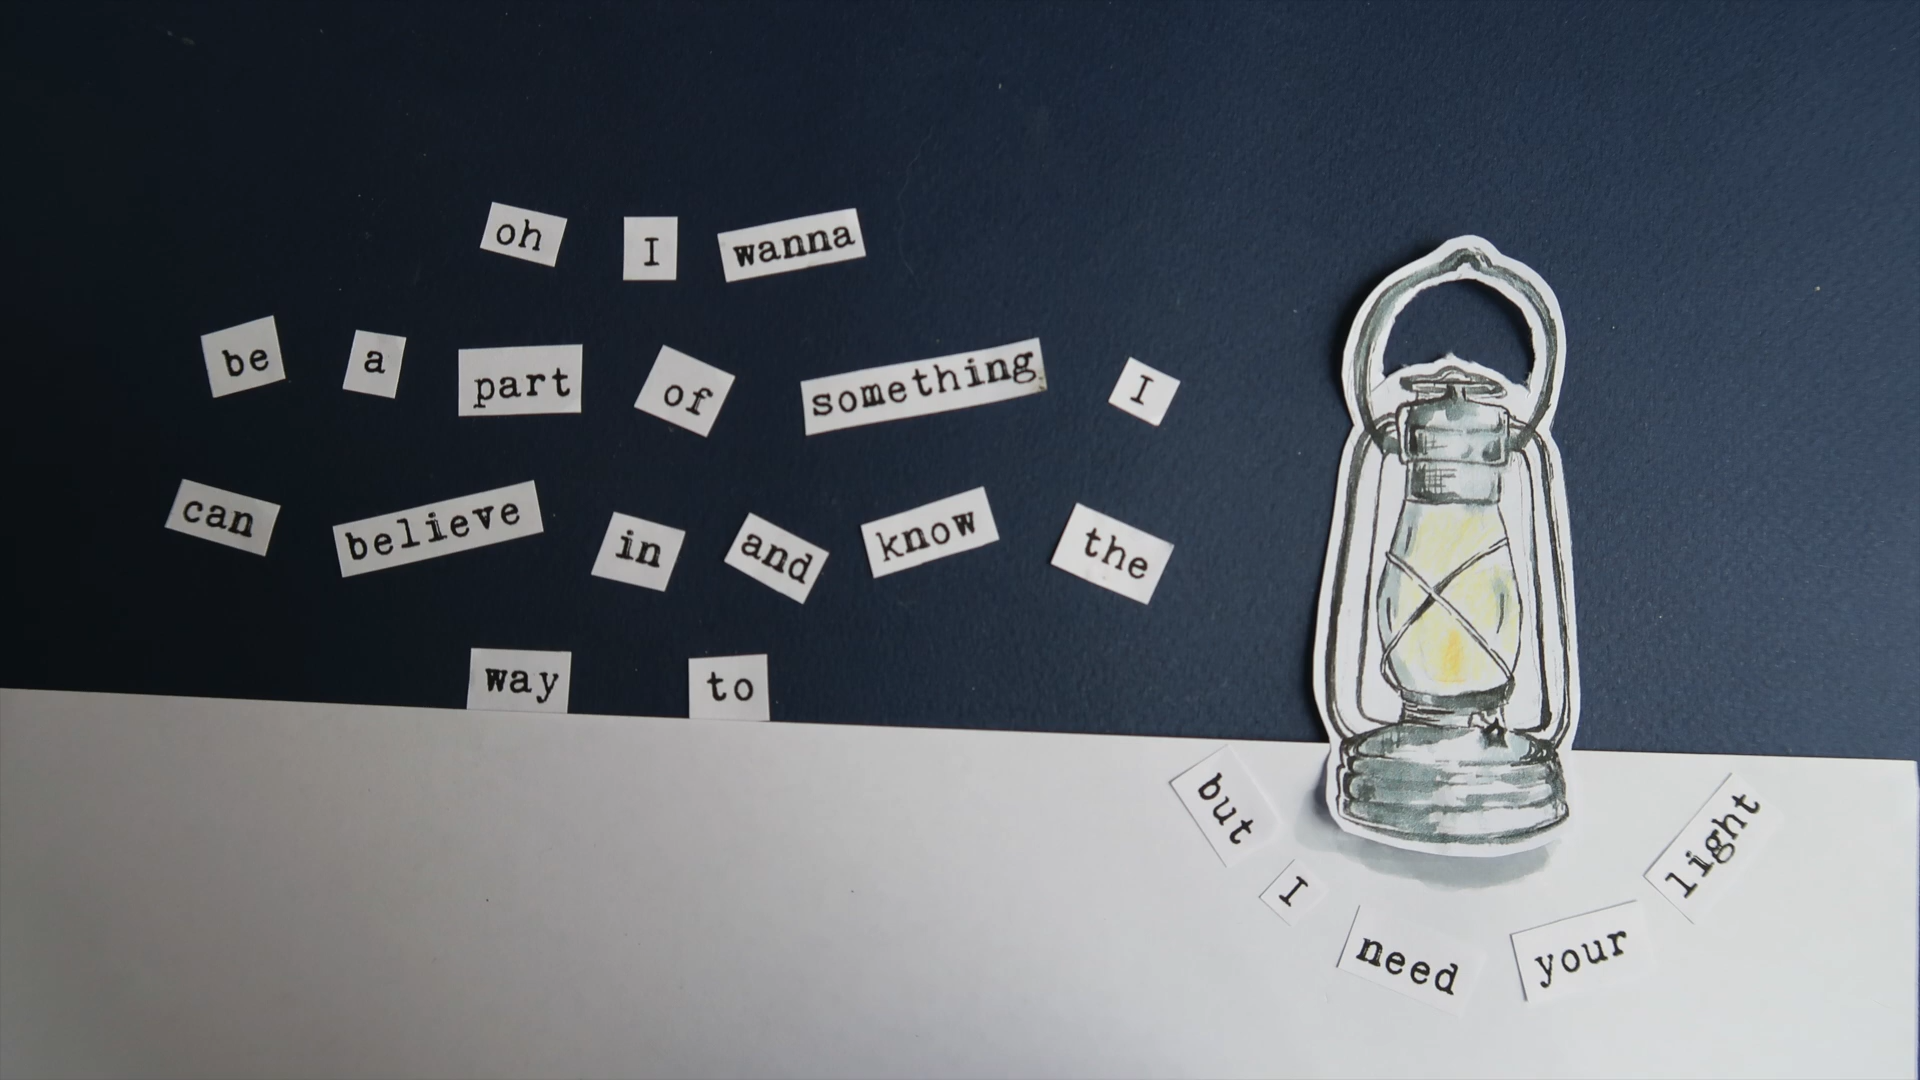 oh I wanna
be a part of something I
can believe in and know the
way to
but I need your light